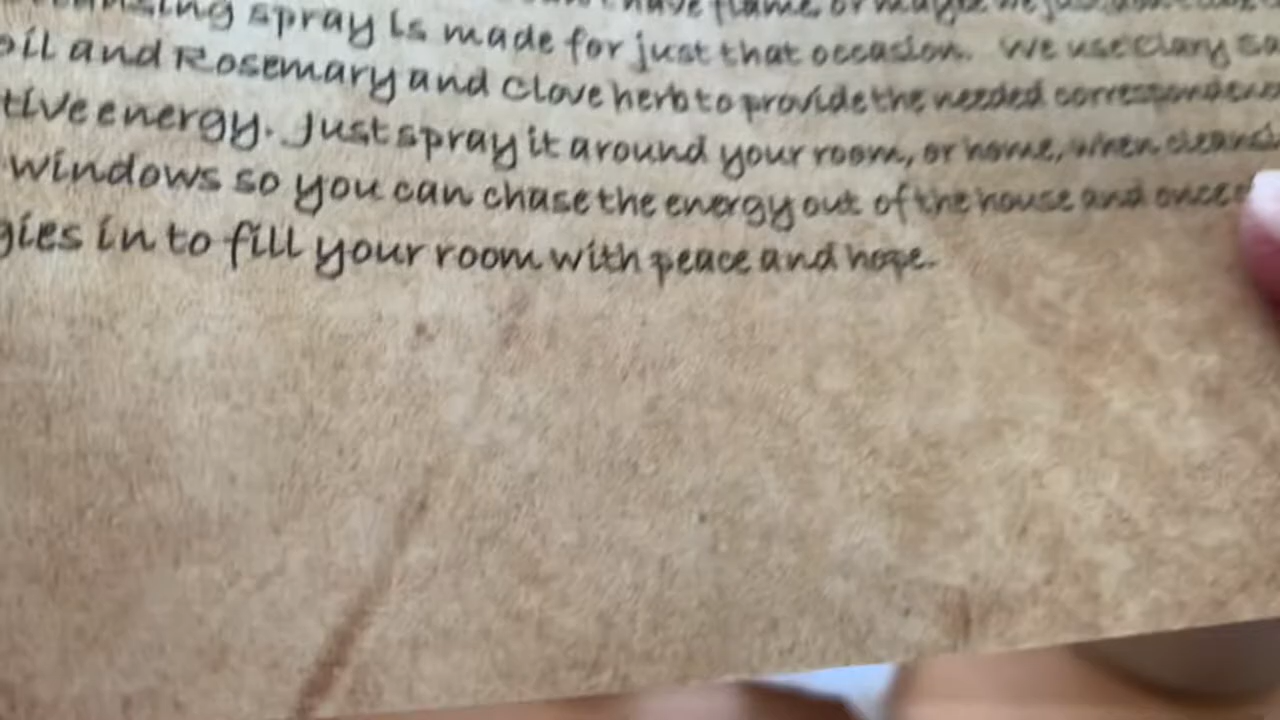 spray is made for just that occasion. We use Clary
oil and Rosemary and Clove herb to provide the needed
energy. Just spray it around your room, or home, when
windows so you can chase the energy out of the house and once
in to fill your room with peace and hope.